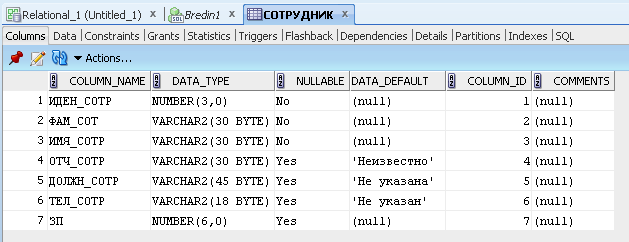 Relational_1 (Untitled_1) Bredin1 СОТРУДНИК
Columns Data Constraints Grants Statistics Triggers Flashback Dependencies Details Partitions Indexes SQL
Actions...
COLUMN_NAME DATA_TYPE NULLABLE DATA_DEFAULT COLUMN_ID COMMENTS
1 ИДЕН_СОТР NUMBER(3,0) No (null) 1 (null)
2 ФАМ_СОТ VARCHAR2(30 BYTE) No (null) 2 (null)
3 ИМЯ_СОТР VARCHAR2(30 BYTE) No (null) 3 (null)
4 ОТЧ_СОТР VARCHAR2(30 BYTE) Yes 'Неизвестно' 4 (null)
5 ДОЛЖН_СОТР VARCHAR2(45 BYTE) Yes 'Не указана' 5 (null)
6 ТЕЛ_СОТР VARCHAR2(18 BYTE) Yes 'Не указан' 6 (null)
7 ЗП NUMBER(6,0) Yes (null) 7 (null)